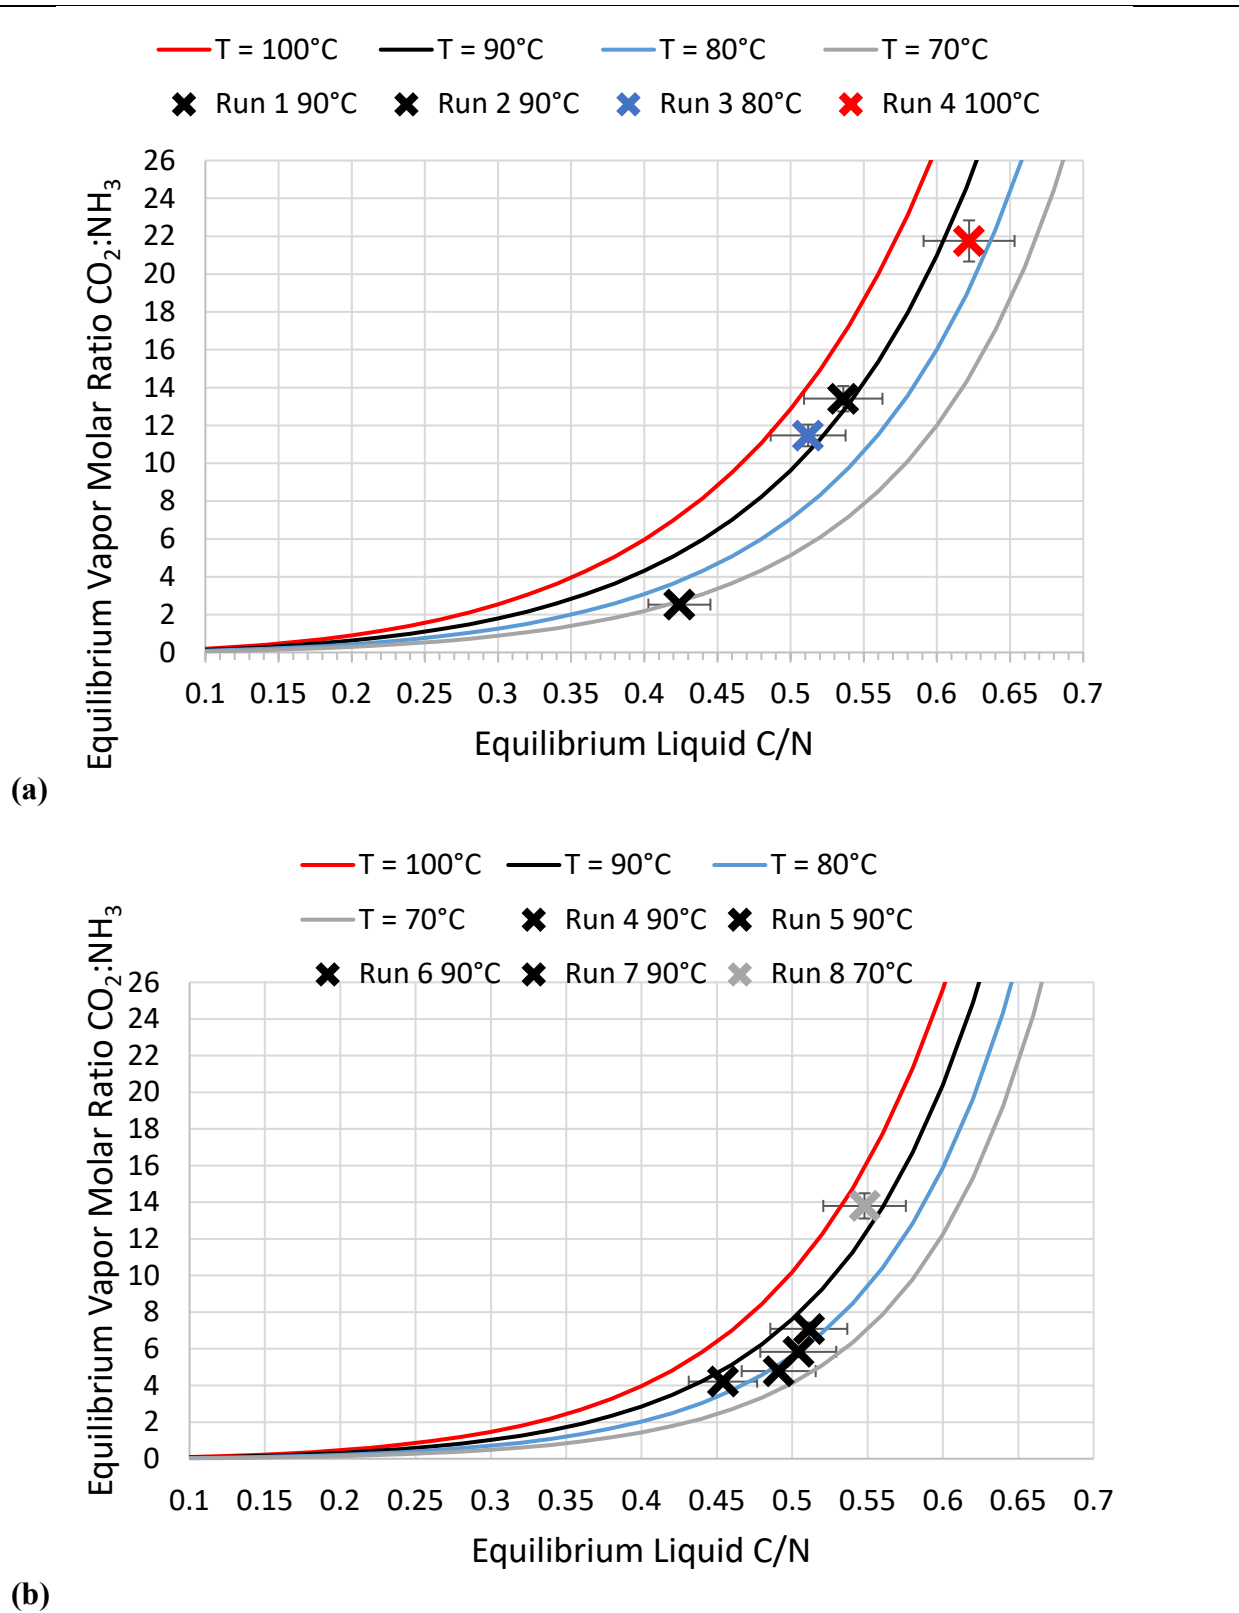 T = 100°C T = 90°C T = 80°C T = 70°C
Run 1 90°C Run 2 90°C Run 3 80°C Run 4 100°C
Equilibrium Vapor Molar Ratio CO₂:NH₃
26
24
22
20
18
16
14
12
10
8
6
4
2
0
0.1 0.15 0.2 0.25 0.3 0.35 0.4 0.45 0.5 0.55 0.6 0.65 0.7
Equilibrium Liquid C/N
(a)
T = 100°C T = 90°C T = 80°C
T = 70°C Run 4 90°C Run 5 90°C
Run 6 90°C Run 7 90°C Run 8 70°C
Equilibrium Vapor Molar Ratio CO₂:NH₃
26
24
22
20
18
16
14
12
10
8
6
4
2
0
0.1 0.15 0.2 0.25 0.3 0.35 0.4 0.45 0.5 0.55 0.6 0.65 0.7
Equilibrium Liquid C/N
(b)